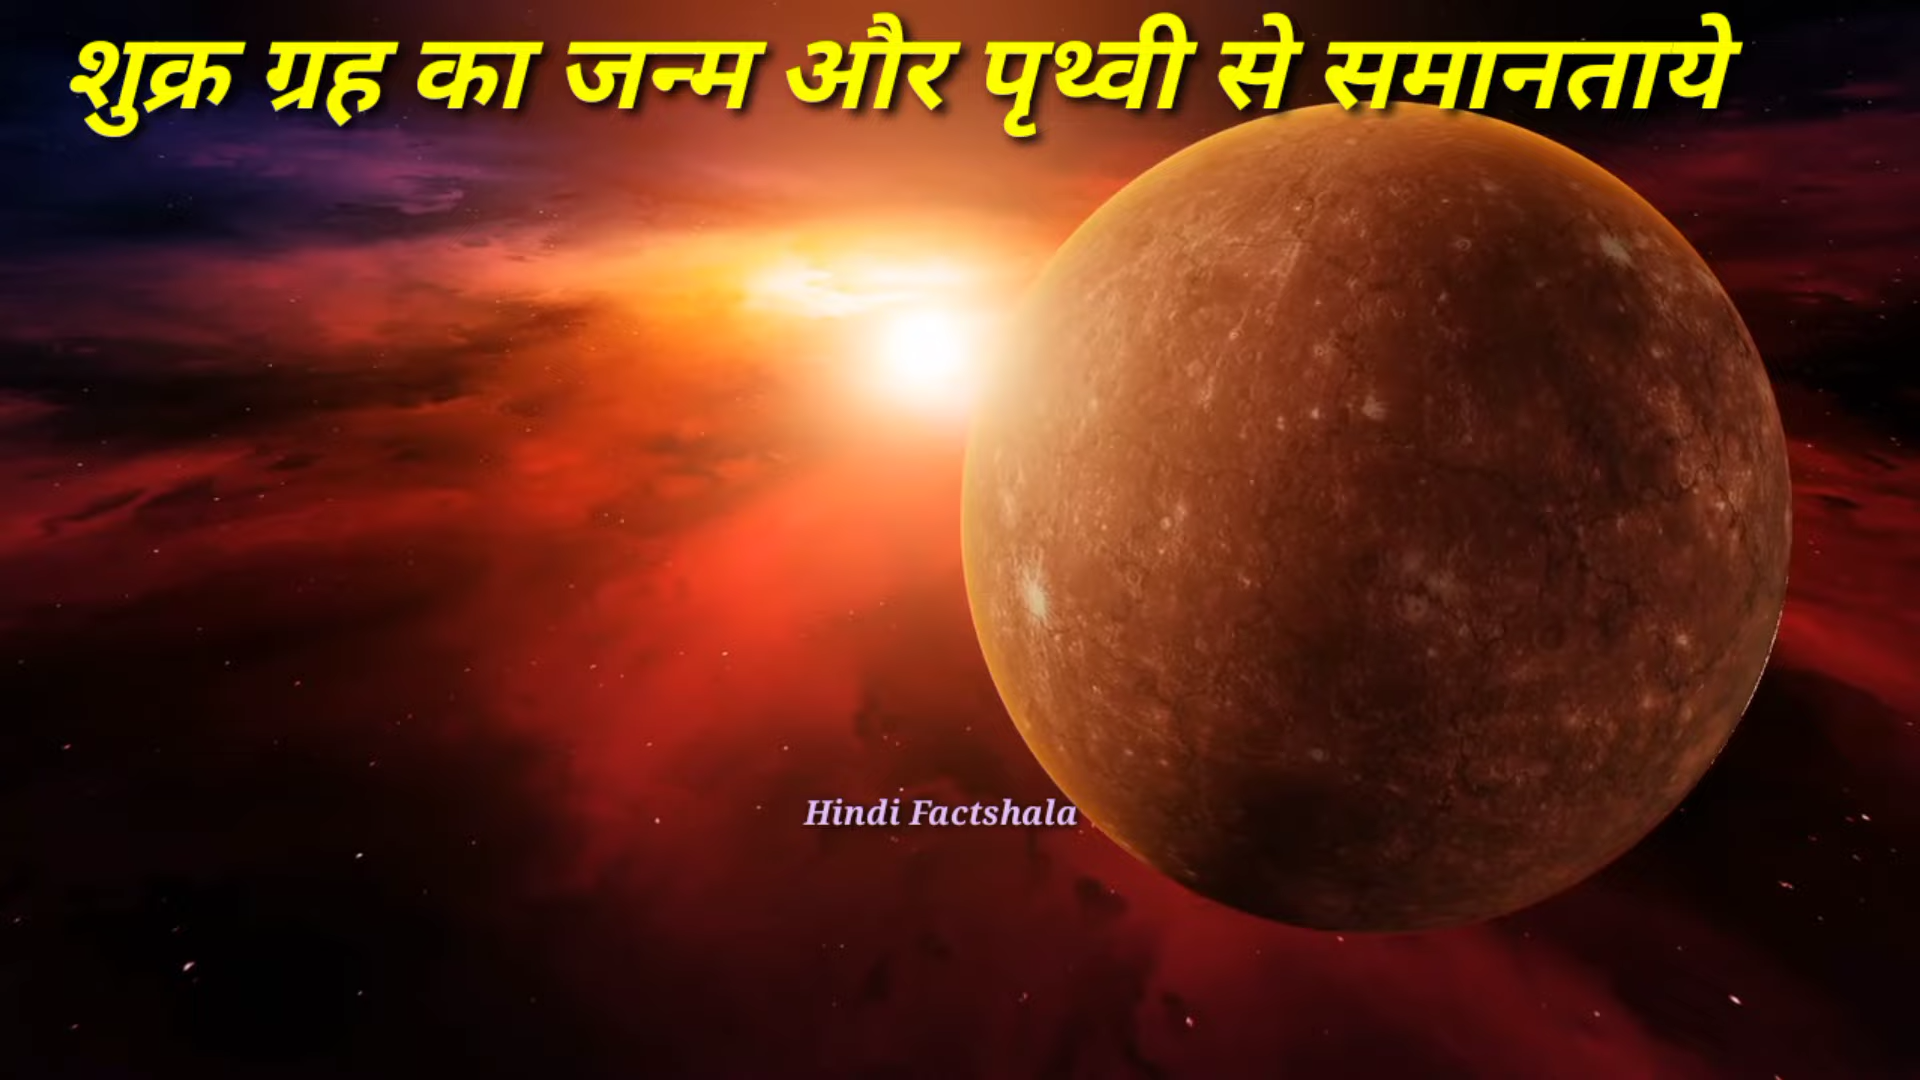 शुक्र ग्रह का जन्म और पृथ्वी से समानताये
Hindi Factshala